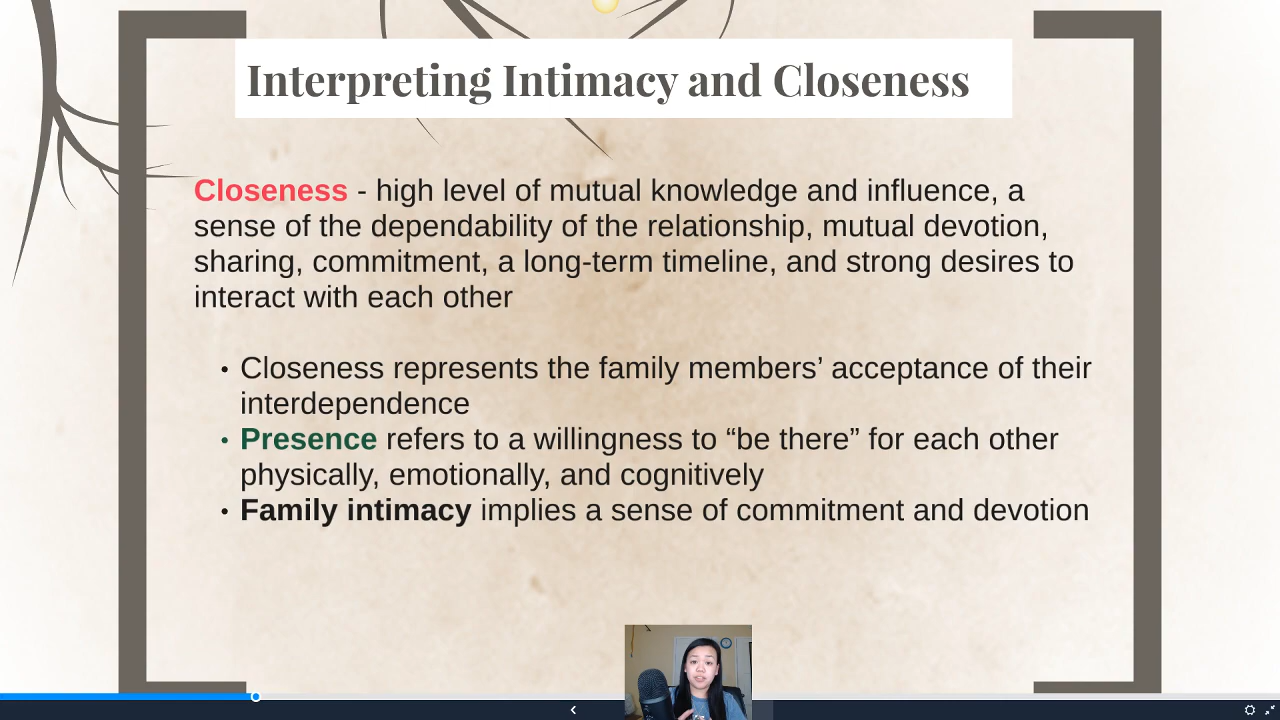 Interpreting Intimacy and Closeness
Closeness - high level of mutual knowledge and influence, a
sense of the dependability of the relationship, mutual devotion,
sharing, commitment, a long-term timeline, and strong desires to
interact with each other
• Closeness represents the family members’ acceptance of their
interdependence
• Presence refers to a willingness to “be there” for each other
physically, emotionally, and cognitively
• Family intimacy implies a sense of commitment and devotion